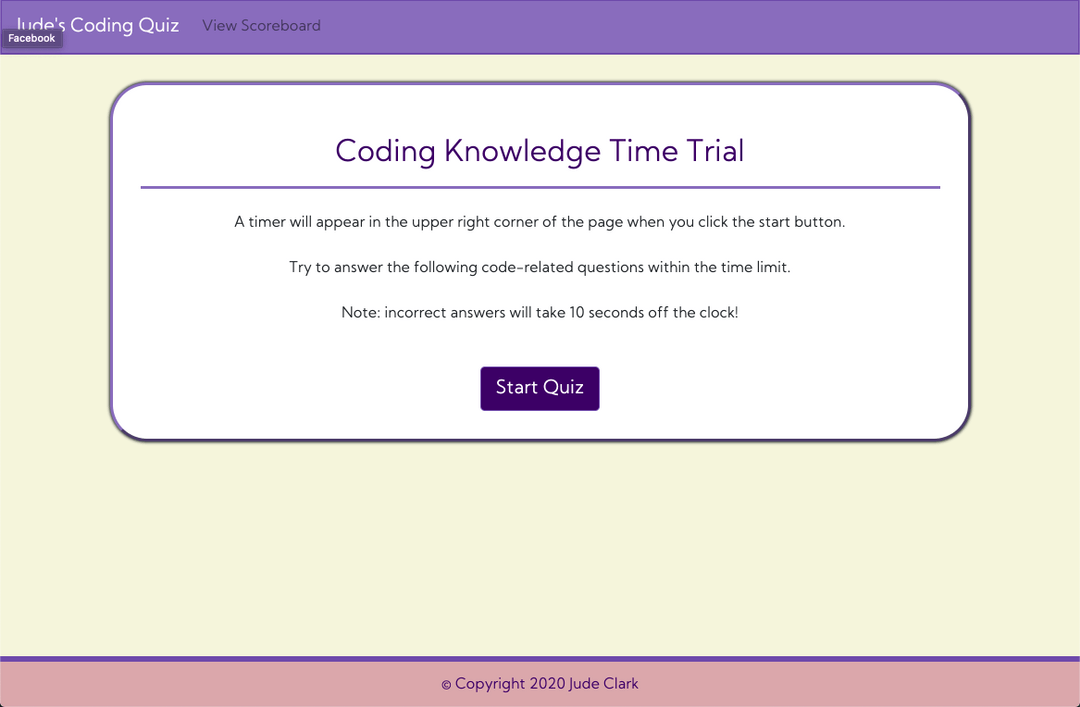 Jude's Coding Quiz View Scoreboard
Facebook
Coding Knowledge Time Trial
A timer will appear in the upper right corner of the page when you click the start button.
Try to answer the following code-related questions within the time limit.
Note: incorrect answers will take 10 seconds off the clock!
Start Quiz
© Copyright 2020 Jude Clark